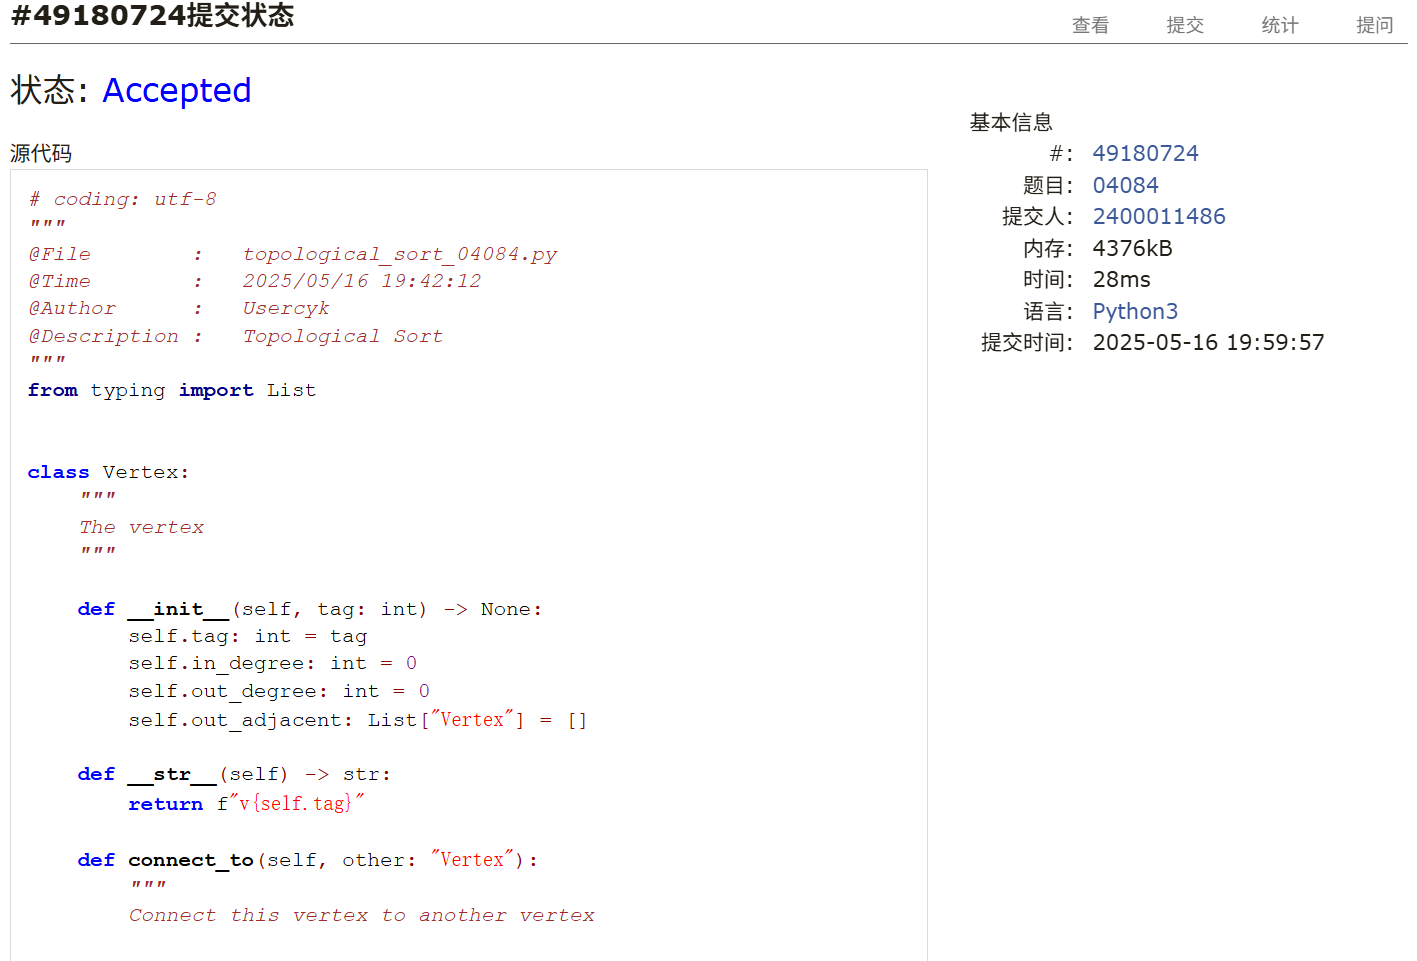 #49180724提交状态
查看 提交 统计 提问
状态: Accepted
源代码
# coding: utf-8
"""
@File : topological_sort_04084.py
@Time : 2025/05/16 19:42:12
@Author : Usercyk
@Description : Topological Sort
"""
from typing import List
class Vertex:
"""
The vertex
"""
def __init__(self, tag: int) -> None:
self.tag: int = tag
self.in_degree: int = 0
self.out_degree: int = 0
self.out_adjacent: List["Vertex"] = []
def __str__(self) -> str:
return f"v{self.tag}"
def connect_to(self, other: "Vertex"):
"""
Connect this vertex to another vertex
基本信息
#: 49180724
题目: 04084
提交人: 2400011486
内存: 4376kB
时间: 28ms
语言: Python3
提交时间: 2025-05-16 19:59:57